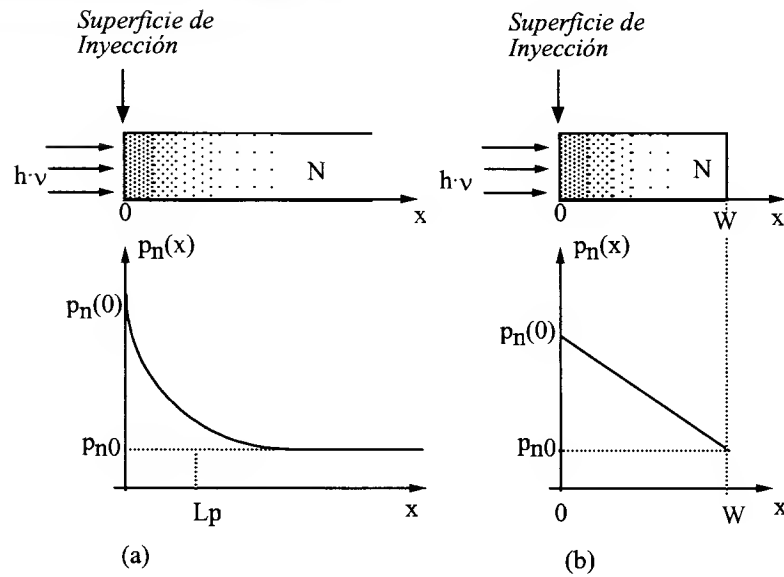 Superficie de
Inyección
h·ν
N
0
x
pn(x)
pn(0)
pn0
Lp
x
(a)
Superficie de
Inyección
h·ν
N
0
W
x
pn(x)
pn(0)
pn0
0
W
x
(b)